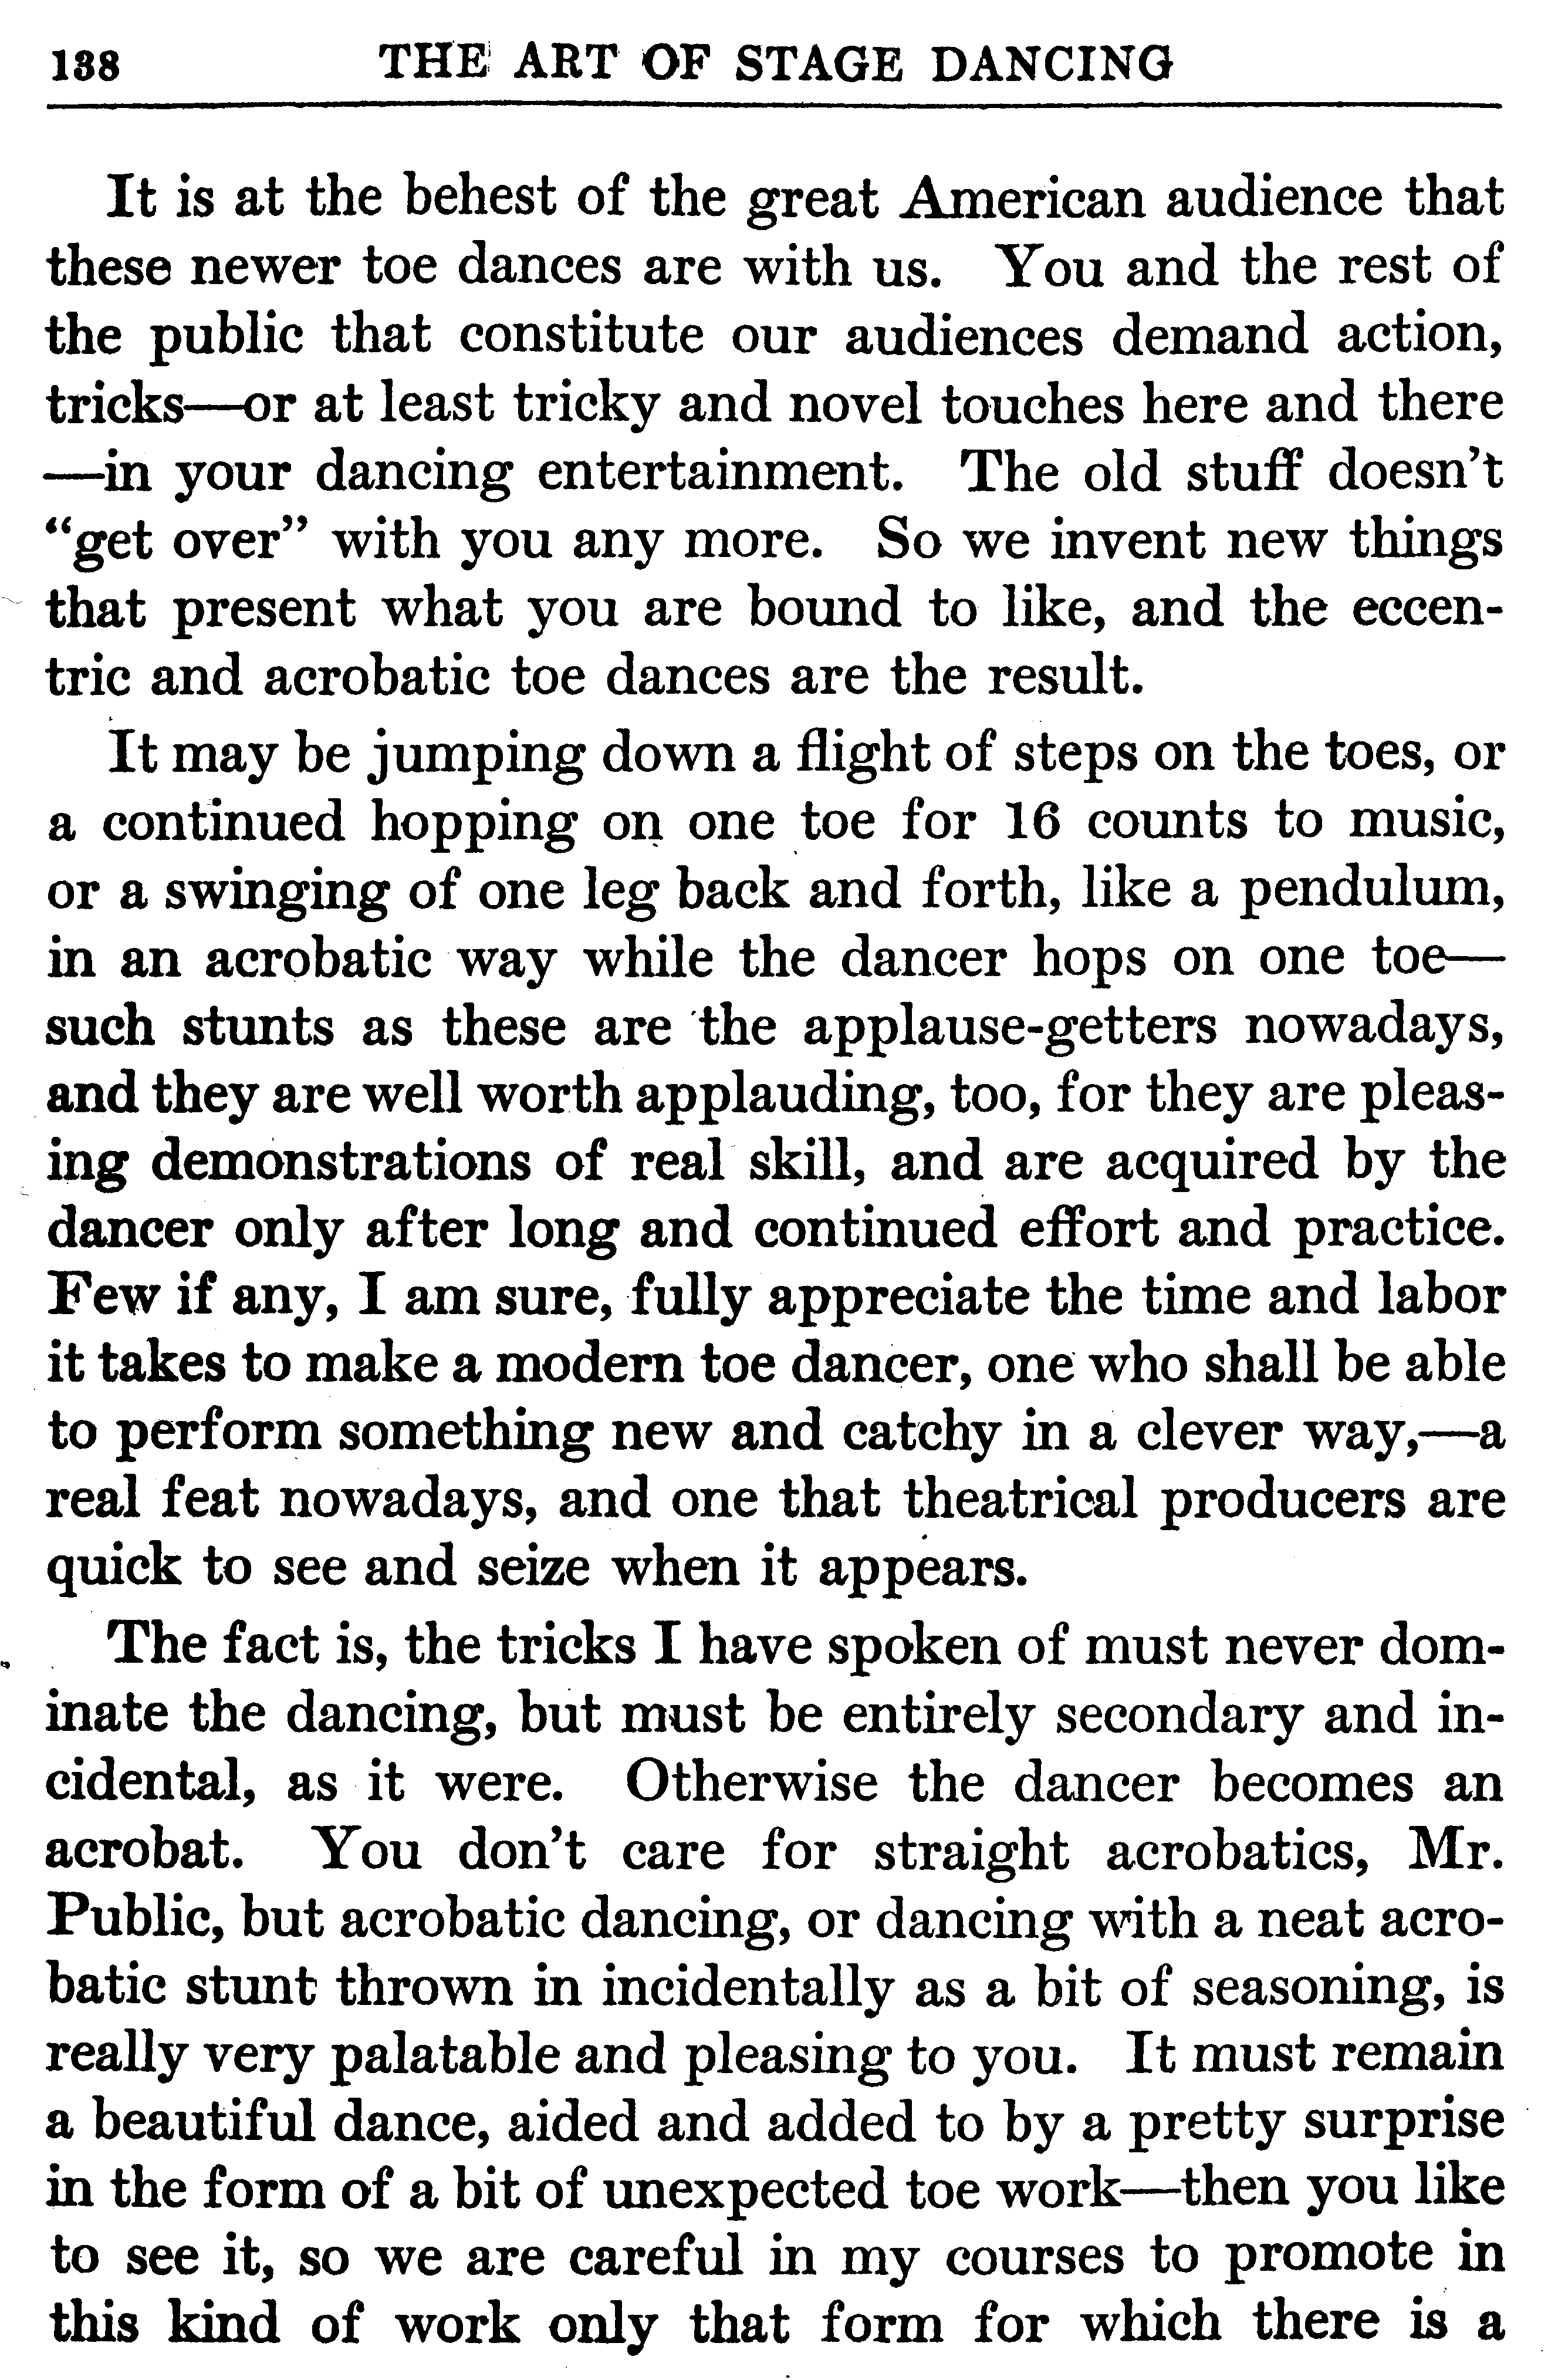 138 THE ART OF STAGE DANCING
It is at the behest of the great American audience that
these newer toe dances are with us. You and the rest of
the public that constitute our audiences demand action,
tricks—or at least tricky and novel touches here and there
—in your dancing entertainment. The old stuff doesn't
“get over” with you any more. So we invent new things
that present what you are bound to like, and the eccen-
tric and acrobatic toe dances are the result.
It may be jumping down a flight of steps on the toes, or
a continued hopping on one toe for 16 counts to music,
or a swinging of one leg back and forth, like a pendulum,
in an acrobatic way while the dancer hops on one toe—
such stunts as these are the applause-getters nowadays,
and they are well worth applauding, too, for they are pleas-
ing demonstrations of real skill, and are acquired by the
dancer only after long and continued effort and practice.
Few if any, I am sure, fully appreciate the time and labor
it takes to make a modern toe dancer, one who shall be able
to perform something new and catchy in a clever way,—a
real feat nowadays, and one that theatrical producers are
quick to see and seize when it appears.
The fact is, the tricks I have spoken of must never dom-
inate the dancing, but must be entirely secondary and in-
cidental, as it were. Otherwise the dancer becomes an
acrobat. You don't care for straight acrobatics, Mr.
Public, but acrobatic dancing, or dancing with a neat acro-
batic stunt thrown in incidentally as a bit of seasoning, is
really very palatable and pleasing to you. It must remain
a beautiful dance, aided and added to by a pretty surprise
in the form of a bit of unexpected toe work—then you like
to see it, so we are careful in my courses to promote in
this kind of work only that form for which there is a